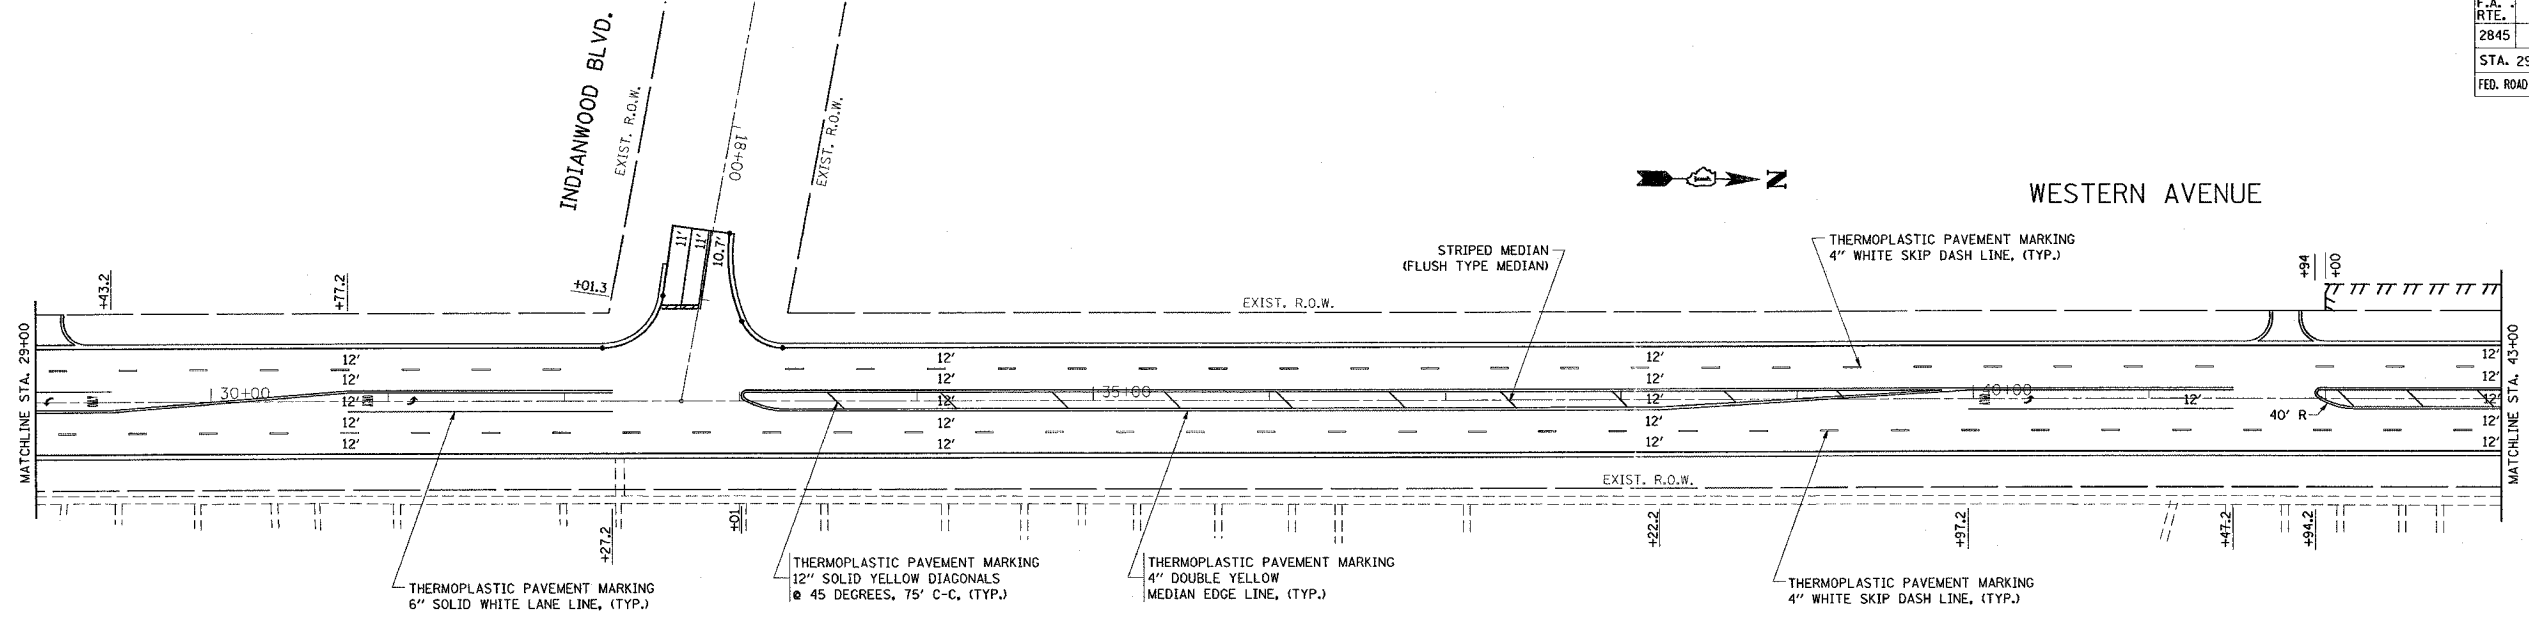 F.A.
RTE.
2845
STA. 29
FED. ROAD
INDIANWOOD BLVD.
EXIST. R.O.W.
18+00
EXIST. R.O.W.
N
WESTERN AVENUE
11'
11'
10.7'
STRIPED MEDIAN
(FLUSH TYPE MEDIAN)
THERMOPLASTIC PAVEMENT MARKING
4" WHITE SKIP DASH LINE, (TYP.)
+43.2
+77.2
+01.3
EXIST. R.O.W.
+94
+00
MATCHLINE STA. 29+00
12'
12'
12'
12'
12'
30+00
12'
12'
12'
12'
12'
35+00
12'
12'
12'
12'
12'
40+00
12'
40' R
12'
12'
12'
12'
12'
MATCHLINE STA. 43+00
EXIST. R.O.W.
+27.2
+01
+22.2
+97.2
+47.2
+94.2
THERMOPLASTIC PAVEMENT MARKING
6" SOLID WHITE LANE LINE, (TYP.)
THERMOPLASTIC PAVEMENT MARKING
12" SOLID YELLOW DIAGONALS
@ 45 DEGREES, 75' C-C, (TYP.)
THERMOPLASTIC PAVEMENT MARKING
4" DOUBLE YELLOW
MEDIAN EDGE LINE, (TYP.)
THERMOPLASTIC PAVEMENT MARKING
4" WHITE SKIP DASH LINE, (TYP.)